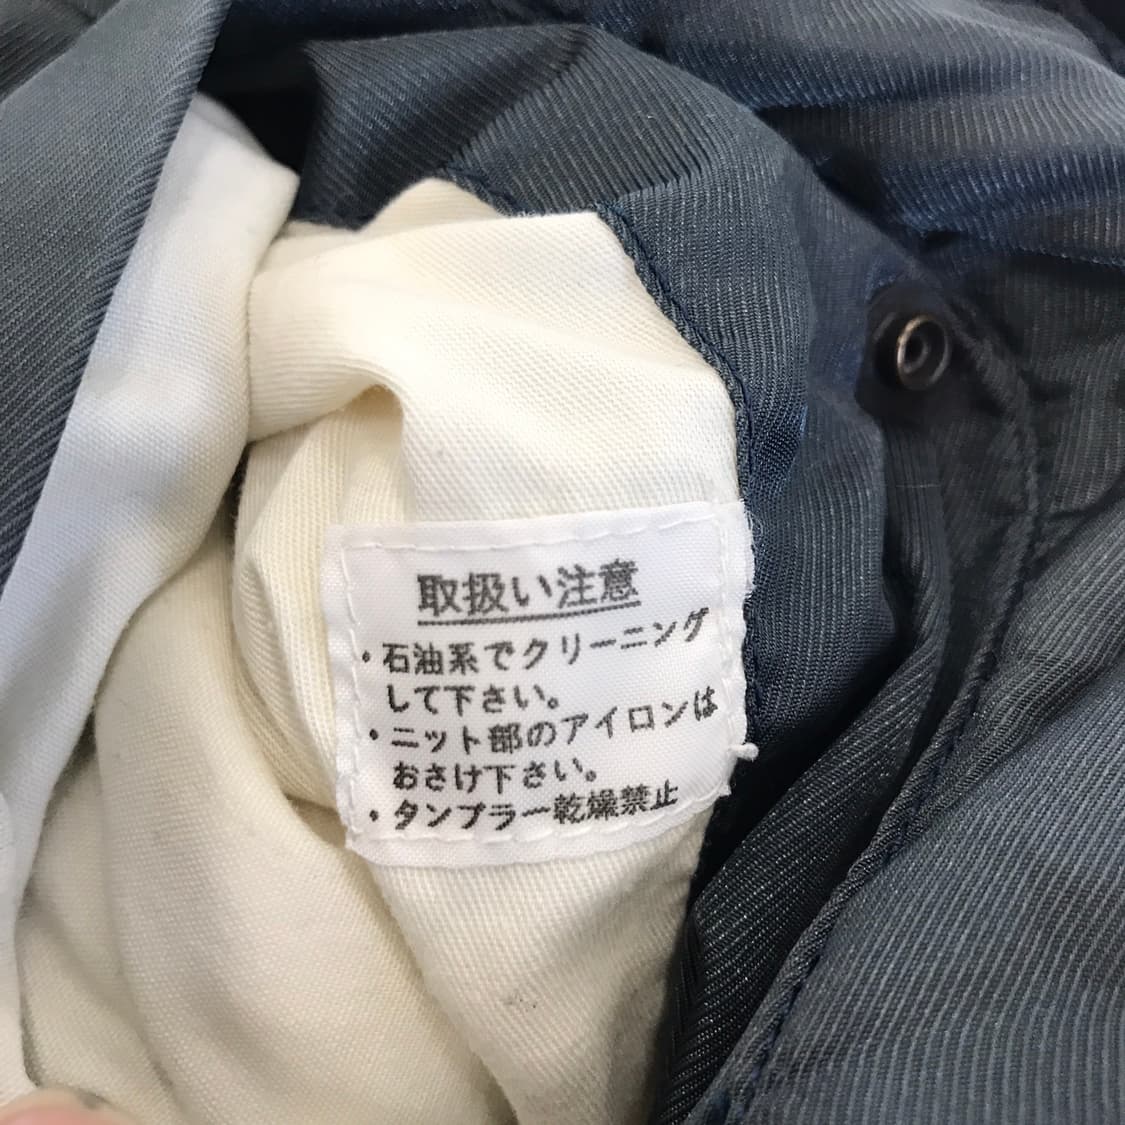 取扱い注意
・石油系でクリーニング
して下さい。
・ニット部のアイロンは
おさけ下さい。
・タンブラー乾燥禁止